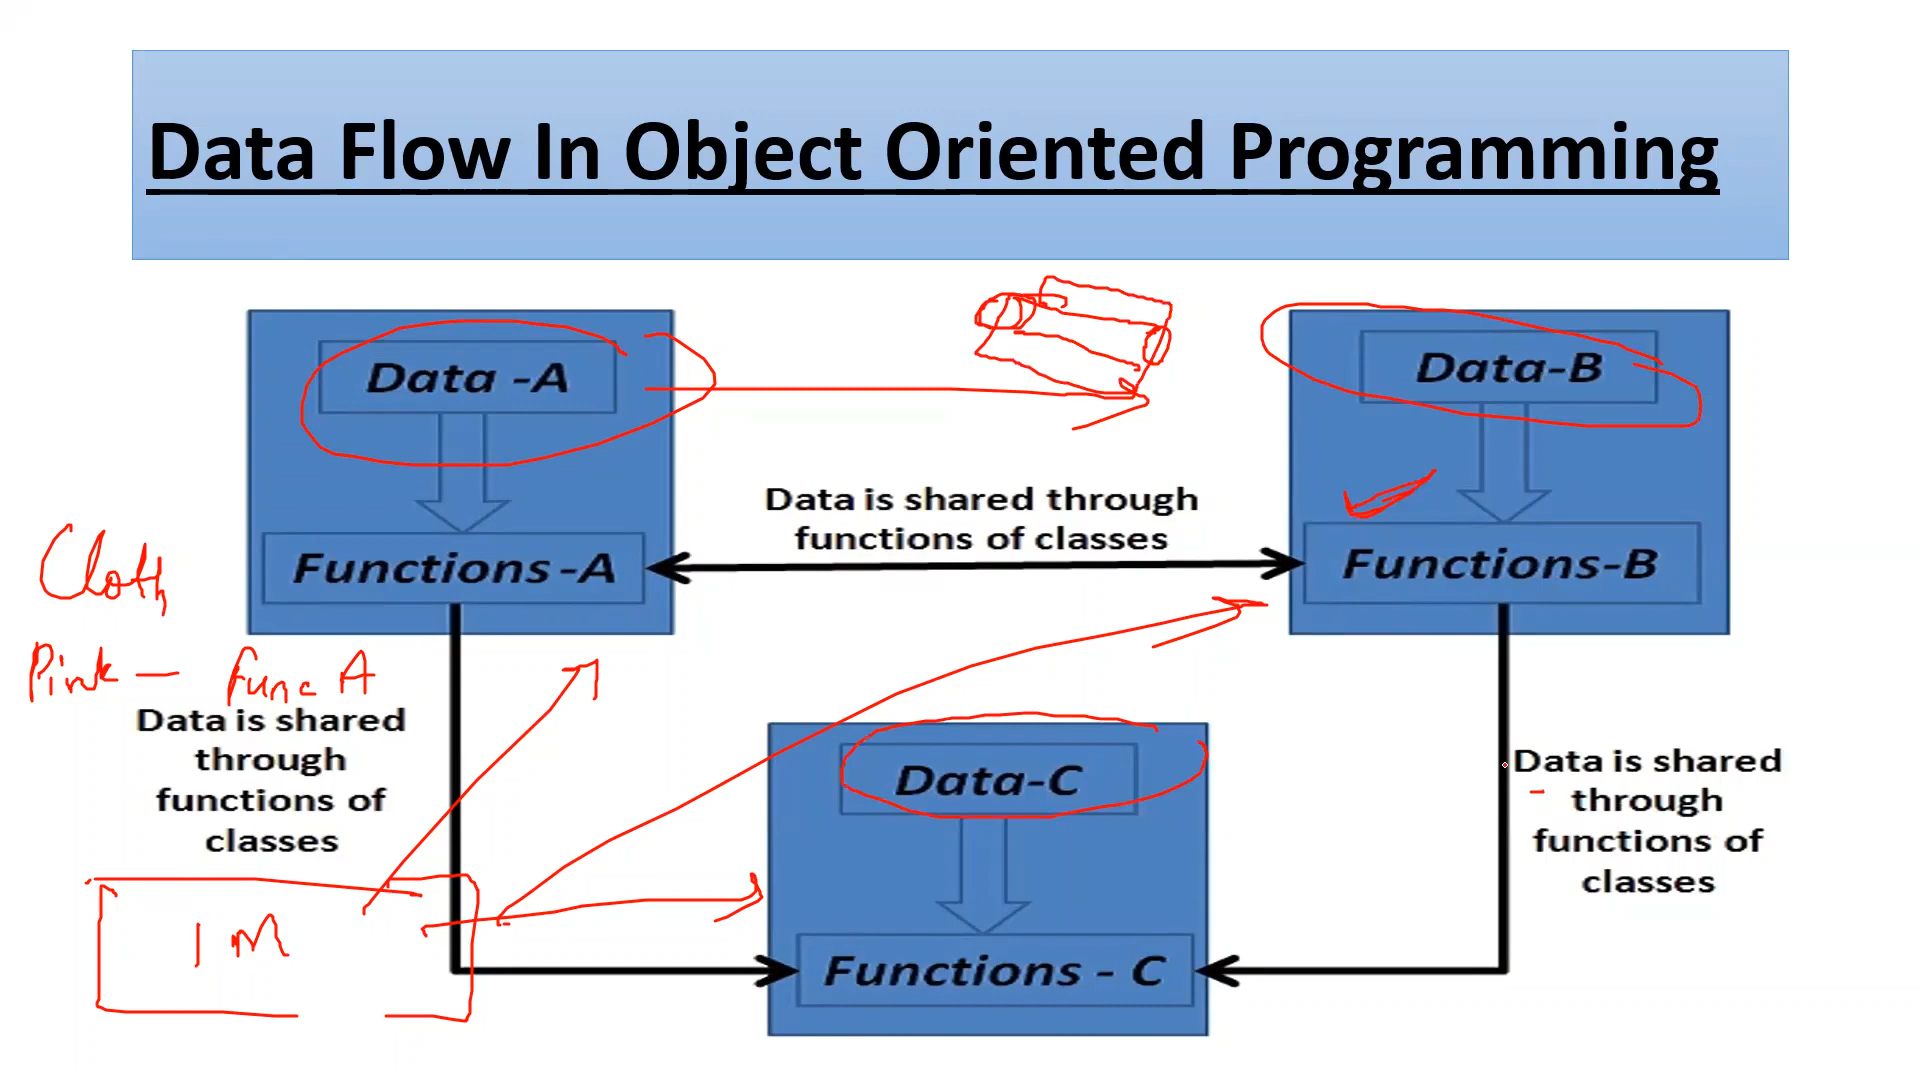 Data Flow In Object Oriented Programming
Data -A
Data-B
Data is shared through
functions of classes
Functions -A
Functions-B
Cloth
Pink — Func A
Data is shared
through
functions of
classes
Data-C
Data is shared
through
functions of
classes
1 M
Functions - C